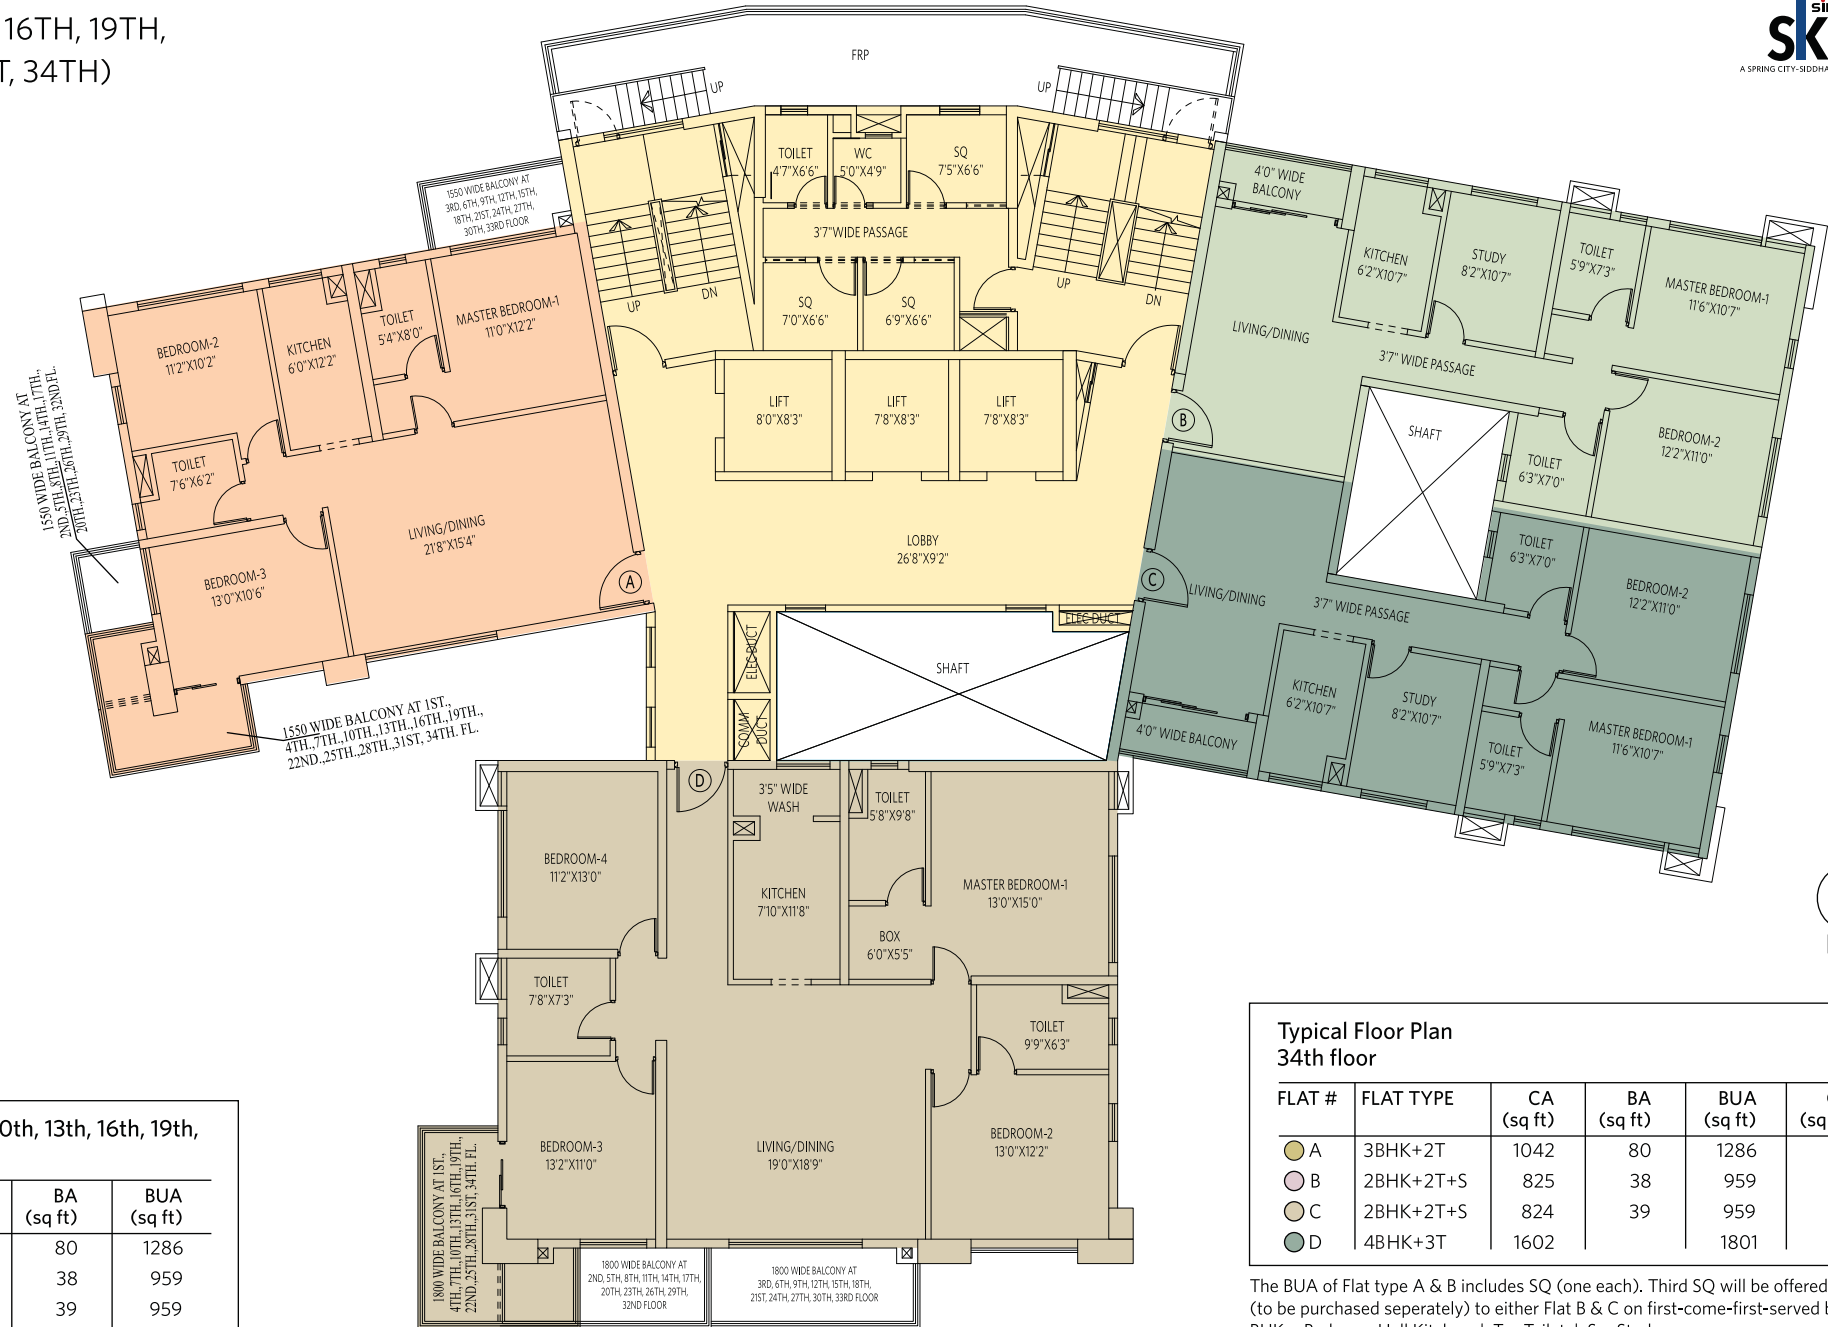 16TH, 19TH,
T, 34TH)
sk
A SPRING CITY-SIDDHA
FRP
UP
UP
TOILET
4'7"X6'6"
WC
5'0"X4'9"
SQ
7'5"X6'6"
3'7"WIDE PASSAGE
SQ
7'0"X6'6"
SQ
6'9"X6'6"
UP
DN
UP
DN
LIFT
8'0"X8'3"
LIFT
7'8"X8'3"
LIFT
7'8"X8'3"
LOBBY
26'8"X9'2"
ELEC DUCT
COMM
DUCT
ELEC DUCT
SHAFT
1550 WIDE BALCONY AT
3RD, 6TH, 9TH, 12TH, 15TH,
18TH, 21ST, 24TH, 27TH,
30TH, 33RD FLOOR
BEDROOM-2
11'2"X10'2"
KITCHEN
6'0"X12'2"
TOILET
5'4"X8'0"
MASTER BEDROOM-1
11'0"X12'2"
TOILET
7'6"X6'2"
LIVING/DINING
21'8"X15'4"
BEDROOM-3
13'0"X10'6"
A
1550 WIDE BALCONY AT
2ND.,5TH.,8TH.,11TH.,14TH.,17TH.,
20TH.,23TH.,26TH.,29TH.,32ND.FL.
1550 WIDE BALCONY AT 1ST.,
4TH.,7TH.,10TH.,13TH.,16TH.,19TH.,
22ND.,25TH.,28TH.,31ST, 34TH. FL.
4'0" WIDE
BALCONY
KITCHEN
6'2"X10'7"
STUDY
8'2"X10'7"
TOILET
5'9"X7'3"
MASTER BEDROOM-1
11'6"X10'7"
LIVING/DINING
3'7" WIDE PASSAGE
B
SHAFT
TOILET
6'3"X7'0"
BEDROOM-2
12'2"X11'0"
C
LIVING/DINING
3'7" WIDE PASSAGE
TOILET
6'3"X7'0"
BEDROOM-2
12'2"X11'0"
KITCHEN
6'2"X10'7"
STUDY
8'2"X10'7"
4'0" WIDE BALCONY
TOILET
5'9"X7'3"
MASTER BEDROOM-1
11'6"X10'7"
D
3'5" WIDE
WASH
TOILET
5'8"X9'8"
BEDROOM-4
11'2"X13'0"
KITCHEN
7'10"X11'8"
MASTER BEDROOM-1
13'0"X15'0"
BOX
6'0"X5'5"
TOILET
7'8"X7'3"
TOILET
9'9"X6'3"
BEDROOM-3
13'2"X11'0"
LIVING/DINING
19'0"X18'9"
BEDROOM-2
13'0"X12'2"
1800 WIDE BALCONY AT 1ST.,
4TH.,7TH.,10TH.,13TH.,16TH.,19TH.,
22ND.,25TH.,28TH.,31ST, 34TH. FL.
1800 WIDE BALCONY AT
2ND, 5TH, 8TH, 11TH, 14TH, 17TH,
20TH, 23TH, 26TH, 29TH,
32ND FLOOR
1800 WIDE BALCONY AT
3RD, 6TH, 9TH, 12TH, 15TH, 18TH,
21ST, 24TH, 27TH, 30TH, 33RD FLOOR
0th, 13th, 16th, 19th,
BA BUA
(sq ft) (sq ft)
80 1286
38 959
39 959
Typical Floor Plan
34th floor
FLAT # FLAT TYPE CA BA BUA
(sq ft) (sq ft) (sq ft) (sq
A 3BHK+2T 1042 80 1286
B 2BHK+2T+S 825 38 959
C 2BHK+2T+S 824 39 959
D 4BHK+3T 1602 1801
The BUA of Flat type A & B includes SQ (one each). Third SQ will be offered
(to be purchased seperately) to either Flat B & C on first-come-first-served